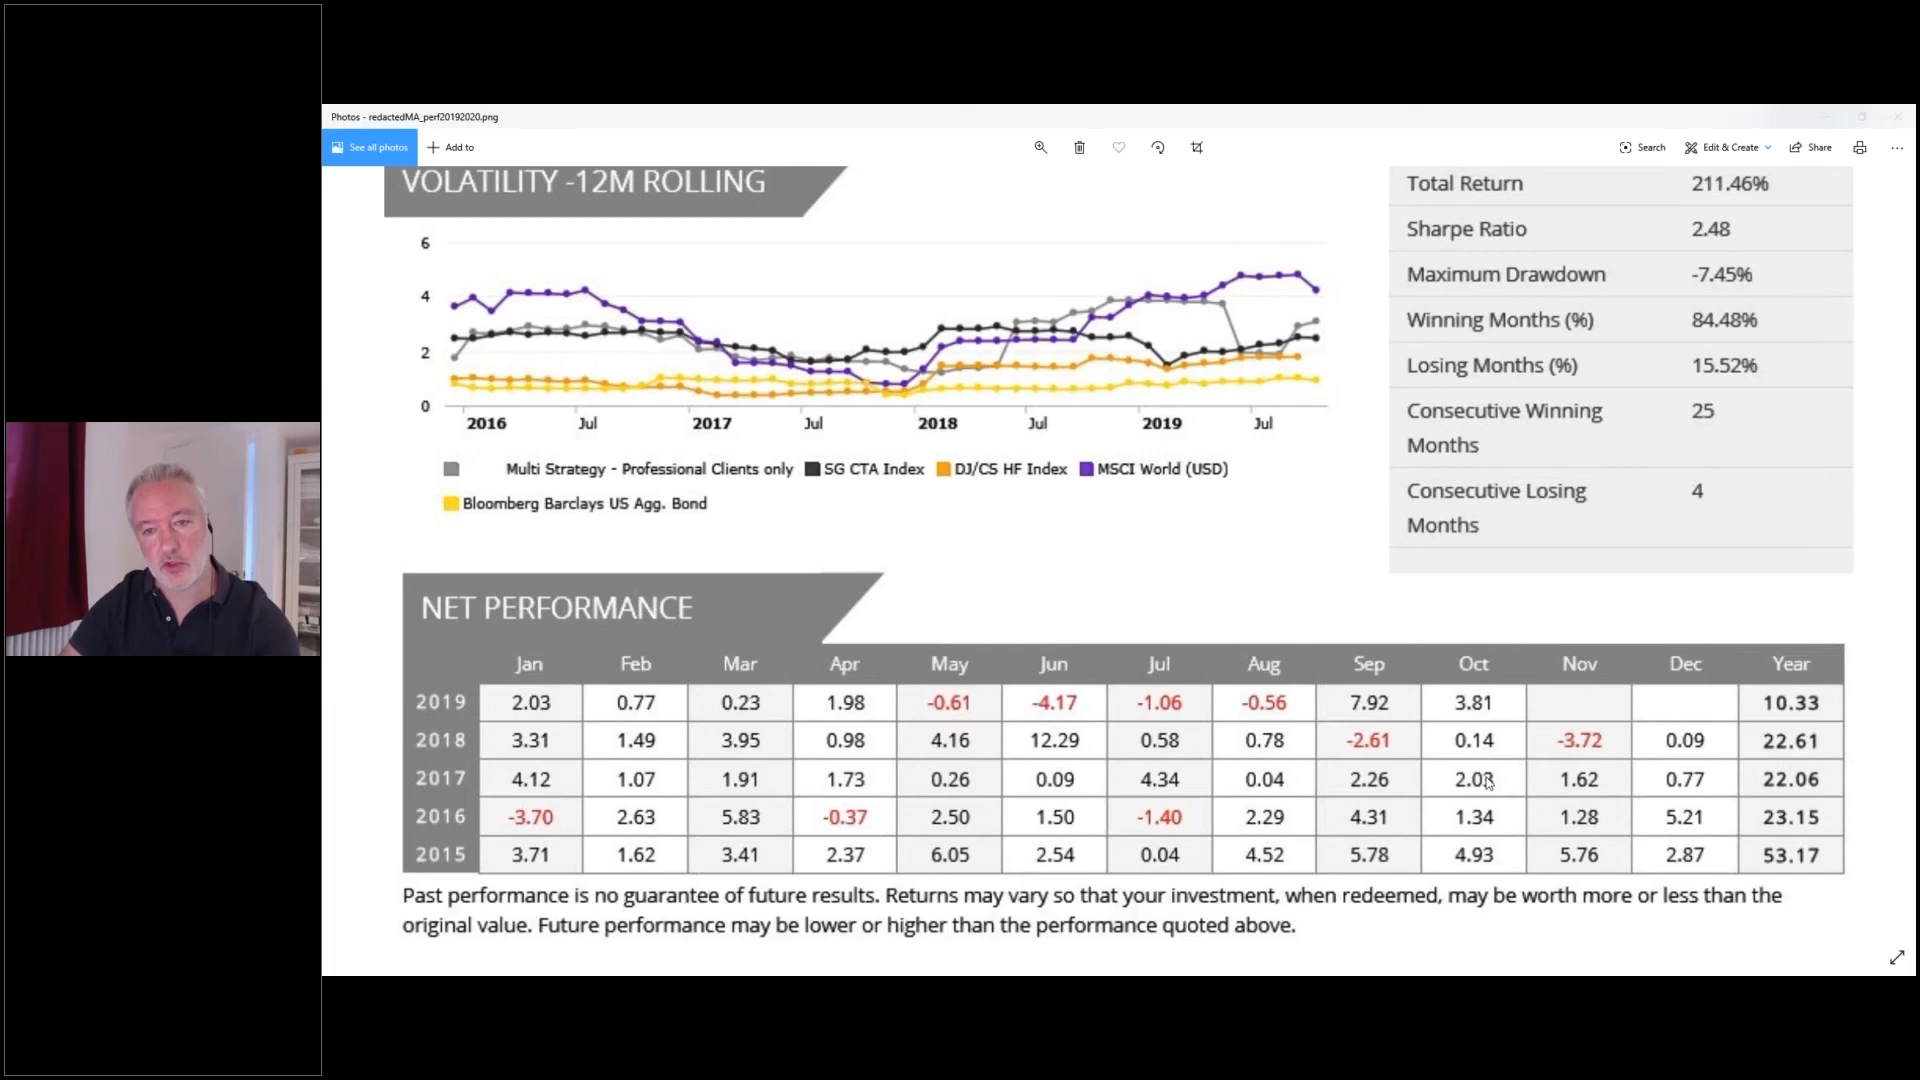 Photos - redactedMA_perf20192020.png
See all photos
Add to
Search
Edit & Create
Share
VOLATILITY -12M ROLLING
6
4
2
0
2016 Jul 2017 Jul 2018 Jul 2019 Jul
Multi Strategy - Professional Clients only SG CTA Index DJ/CS HF Index MSCI World (USD)
Bloomberg Barclays US Agg. Bond
Total Return 211.46%
Sharpe Ratio 2.48
Maximum Drawdown -7.45%
Winning Months (%) 84.48%
Losing Months (%) 15.52%
Consecutive Winning 25
Months
Consecutive Losing 4
Months
NET PERFORMANCE
Jan Feb Mar Apr May Jun Jul Aug Sep Oct Nov Dec Year
2019 2.03 0.77 0.23 1.98 -0.61 -4.17 -1.06 -0.56 7.92 3.81 10.33
2018 3.31 1.49 3.95 0.98 4.16 12.29 0.58 0.78 -2.61 0.14 -3.72 0.09 22.61
2017 4.12 1.07 1.91 1.73 0.26 0.09 4.34 0.04 2.26 1.62 0.77 22.06
2016 -3.70 2.63 5.83 -0.37 2.50 1.50 -1.40 2.29 4.31 1.34 1.28 5.21 23.15
2015 3.71 1.62 3.41 2.37 6.05 2.54 0.04 4.52 5.78 4.93 5.76 2.87 53.17
Past performance is no guarantee of future results. Returns may vary so that your investment, when redeemed, may be worth more or less than the
original value. Future performance may be lower or higher than the performance quoted above.